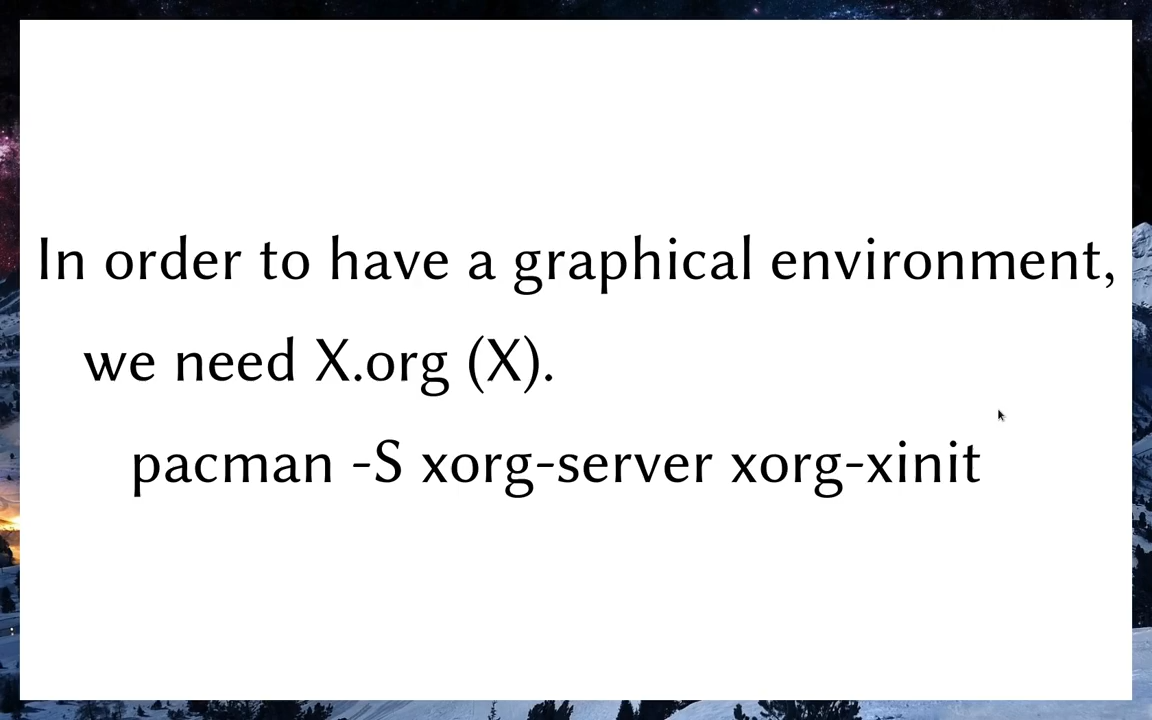 In order to have a graphical environment,
we need X.org (X).
pacman -S xorg-server xorg-xinit